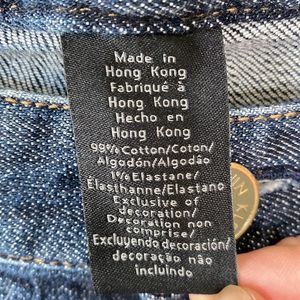 Made in
Hong Kong
Fabriqué à
Hong Kong
Hecho en
Hong Kong
99% Cotton/Coton/
Algodón/Algodão
1% Elastane/
Élasthanne/Elastano
Exclusive of
decoration/
Decoration non
comprise/
Excluyendo decoración/
decoração não
incluindo